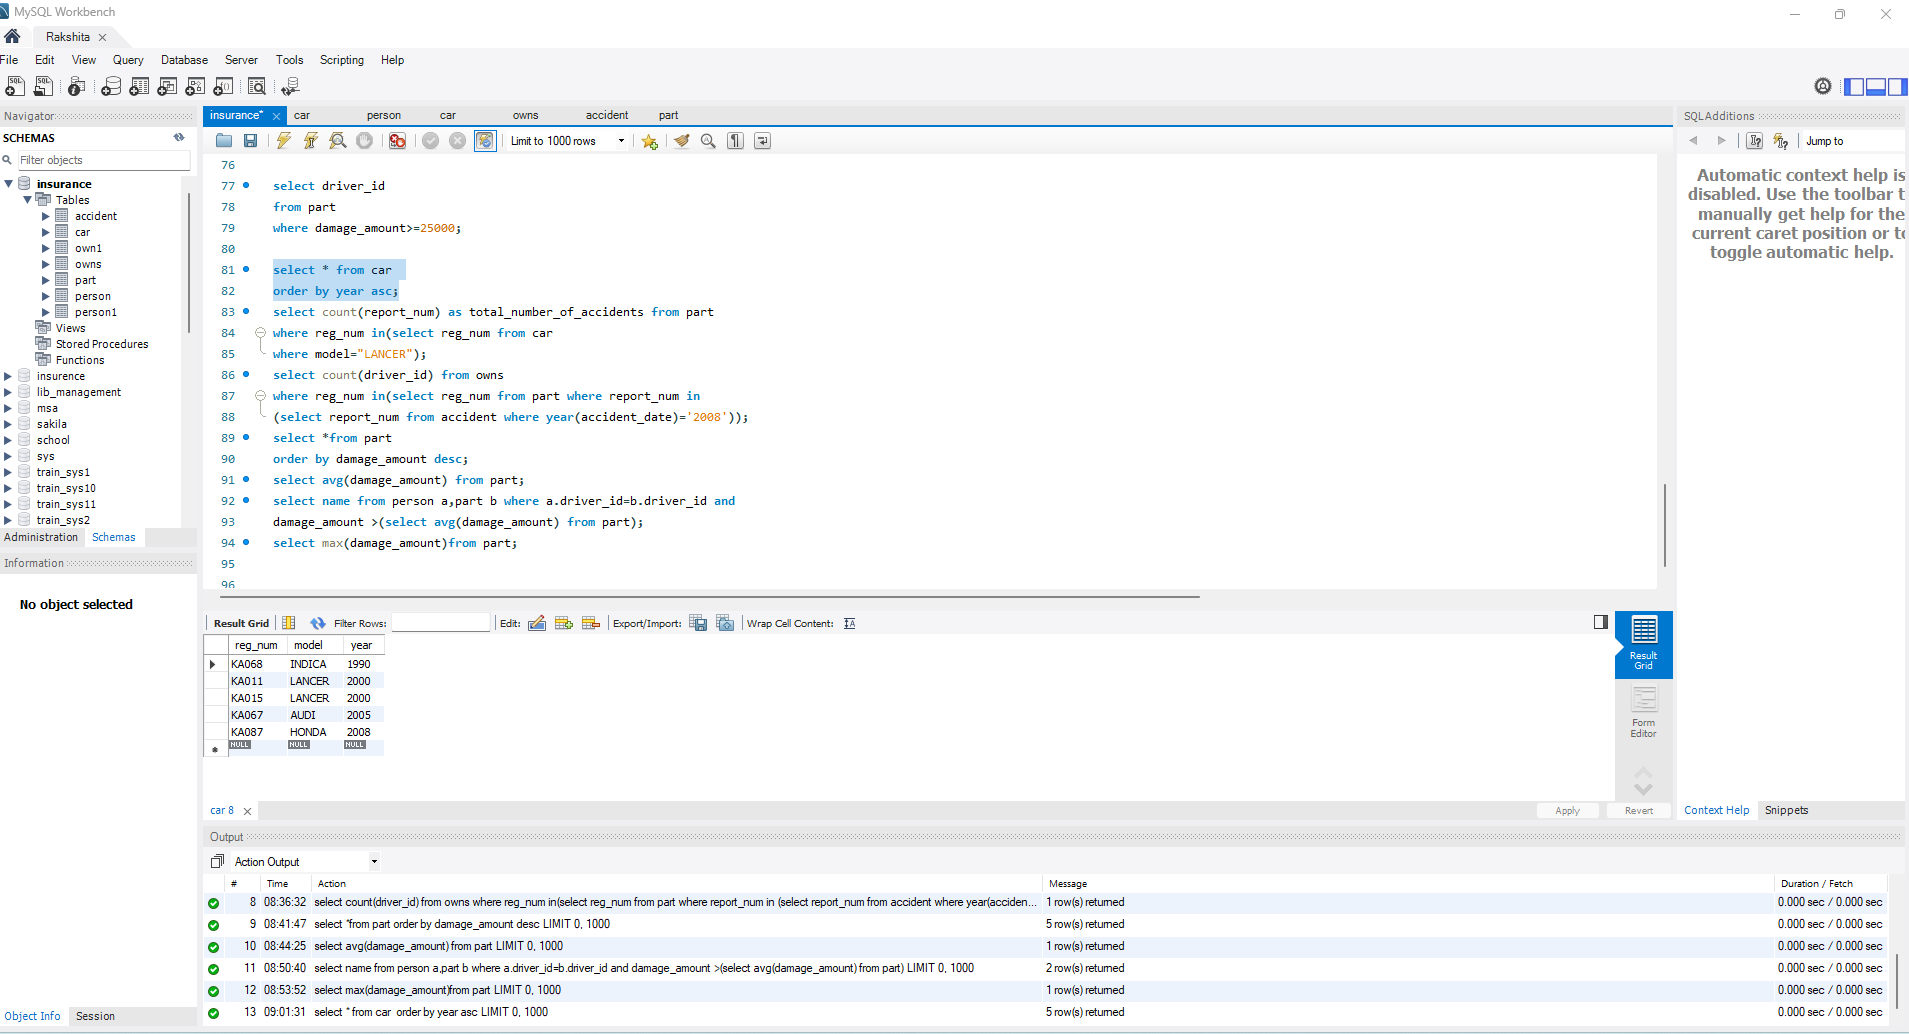 MySQL Workbench
Rakshita
File Edit View Query Database Server Tools Scripting Help
Navigator
SCHEMAS
Filter objects
insurance
Tables
accident
car
own1
owns
part
person
person1
Views
Stored Procedures
Functions
insurence
lib_management
msa
sakila
school
sys
train_sys1
train_sys10
train_sys11
train_sys2
Administration Schemas
Information
No object selected
Object Info Session
insurance* car person car owns accident part
Limit to 1000 rows
76
77 select driver_id
78 from part
79 where damage_amount>=25000;
80
81 select * from car
82 order by year asc;
83 select count(report_num) as total_number_of_accidents from part
84 where reg_num in(select reg_num from car
85 where model="LANCER");
86 select count(driver_id) from owns
87 where reg_num in(select reg_num from part where report_num in
88 (select report_num from accident where year(accident_date)='2008'));
89 select *from part
90 order by damage_amount desc;
91 select avg(damage_amount) from part;
92 select name from person a,part b where a.driver_id=b.driver_id and
93 damage_amount >(select avg(damage_amount) from part);
94 select max(damage_amount)from part;
95
96
Result Grid Filter Rows: Edit: Export/Import: Wrap Cell Content:
reg_num model year
KA068 INDICA 1990
KA011 LANCER 2000
KA015 LANCER 2000
KA067 AUDI 2005
KA087 HONDA 2008
NULL NULL NULL
Result
Grid
Form
Editor
car 8
Apply Revert
SQLAdditions
Jump to
Automatic context help is
disabled. Use the toolbar t
manually get help for the
current caret position or to
toggle automatic help.
Context Help Snippets
Output
Action Output
# Time Action Message Duration / Fetch
8 08:36:32 select count(driver_id) from owns where reg_num in(select reg_num from part where report_num in (select report_num from accident where year(acciden... 1 row(s) returned 0.000 sec / 0.000 sec
9 08:41:47 select *from part order by damage_amount desc LIMIT 0, 1000 5 row(s) returned 0.000 sec / 0.000 sec
10 08:44:25 select avg(damage_amount) from part LIMIT 0, 1000 1 row(s) returned 0.000 sec / 0.000 sec
11 08:50:40 select name from person a,part b where a.driver_id=b.driver_id and damage_amount >(select avg(damage_amount) from part) LIMIT 0, 1000 2 row(s) returned 0.000 sec / 0.000 sec
12 08:53:52 select max(damage_amount)from part LIMIT 0, 1000 1 row(s) returned 0.000 sec / 0.000 sec
13 09:01:31 select * from car order by year asc LIMIT 0, 1000 5 row(s) returned 0.000 sec / 0.000 sec